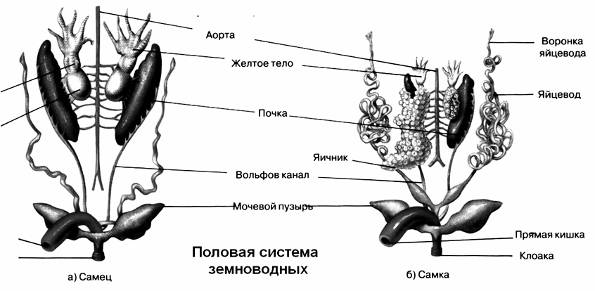 Аорта
Желтое тело
Почка
Яичник
Вольфов канал
Мочевой пузырь
Воронка
яйцевода
Яйцевод
Прямая кишка
Клоака
Половая система
земноводных
а) Самец
б) Самка